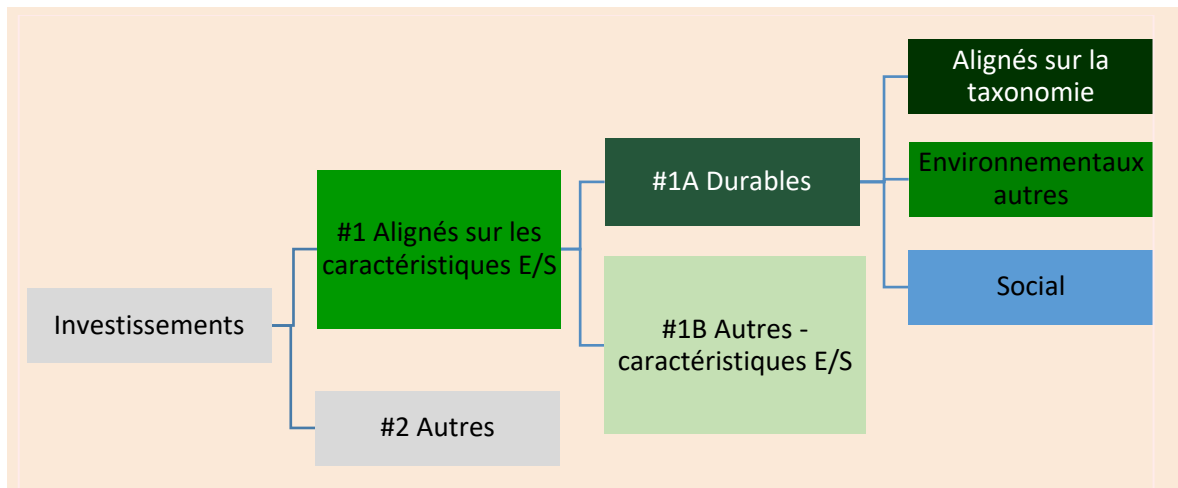 Investissements
#1 Alignés sur les
caractéristiques E/S
#2 Autres
#1A Durables
#1B Autres -
caractéristiques E/S
Alignés sur la
taxonomie
Environnementaux
autres
Social